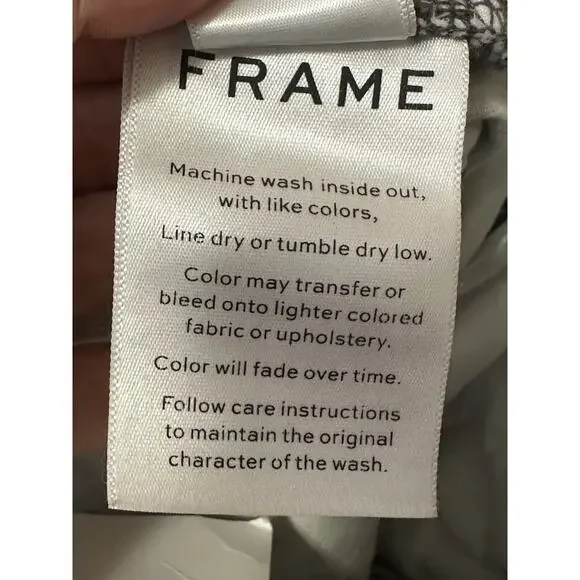 FRAME
Machine wash inside out,
with like colors,
Line dry or tumble dry low.
Color may transfer or
bleed onto lighter colored
fabric or upholstery.
Color will fade over time.
Follow care instructions
to maintain the original
character of the wash.